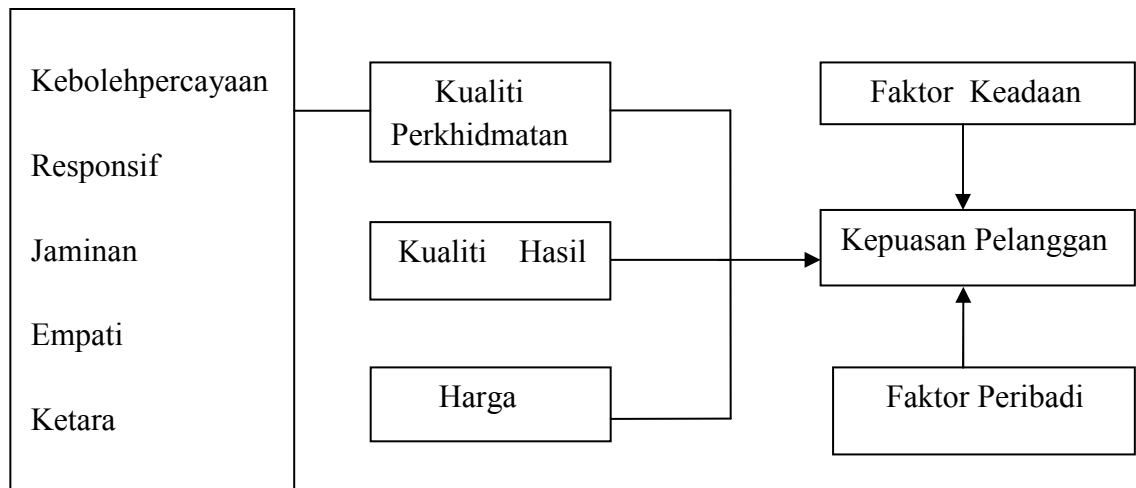 Kebolehpercayaan
Responsif
Jaminan
Empati
Ketara
Kualiti
Perkhidmatan
Kualiti Hasil
Harga
Faktor Keadaan
Kepuasan Pelanggan
Faktor Peribadi